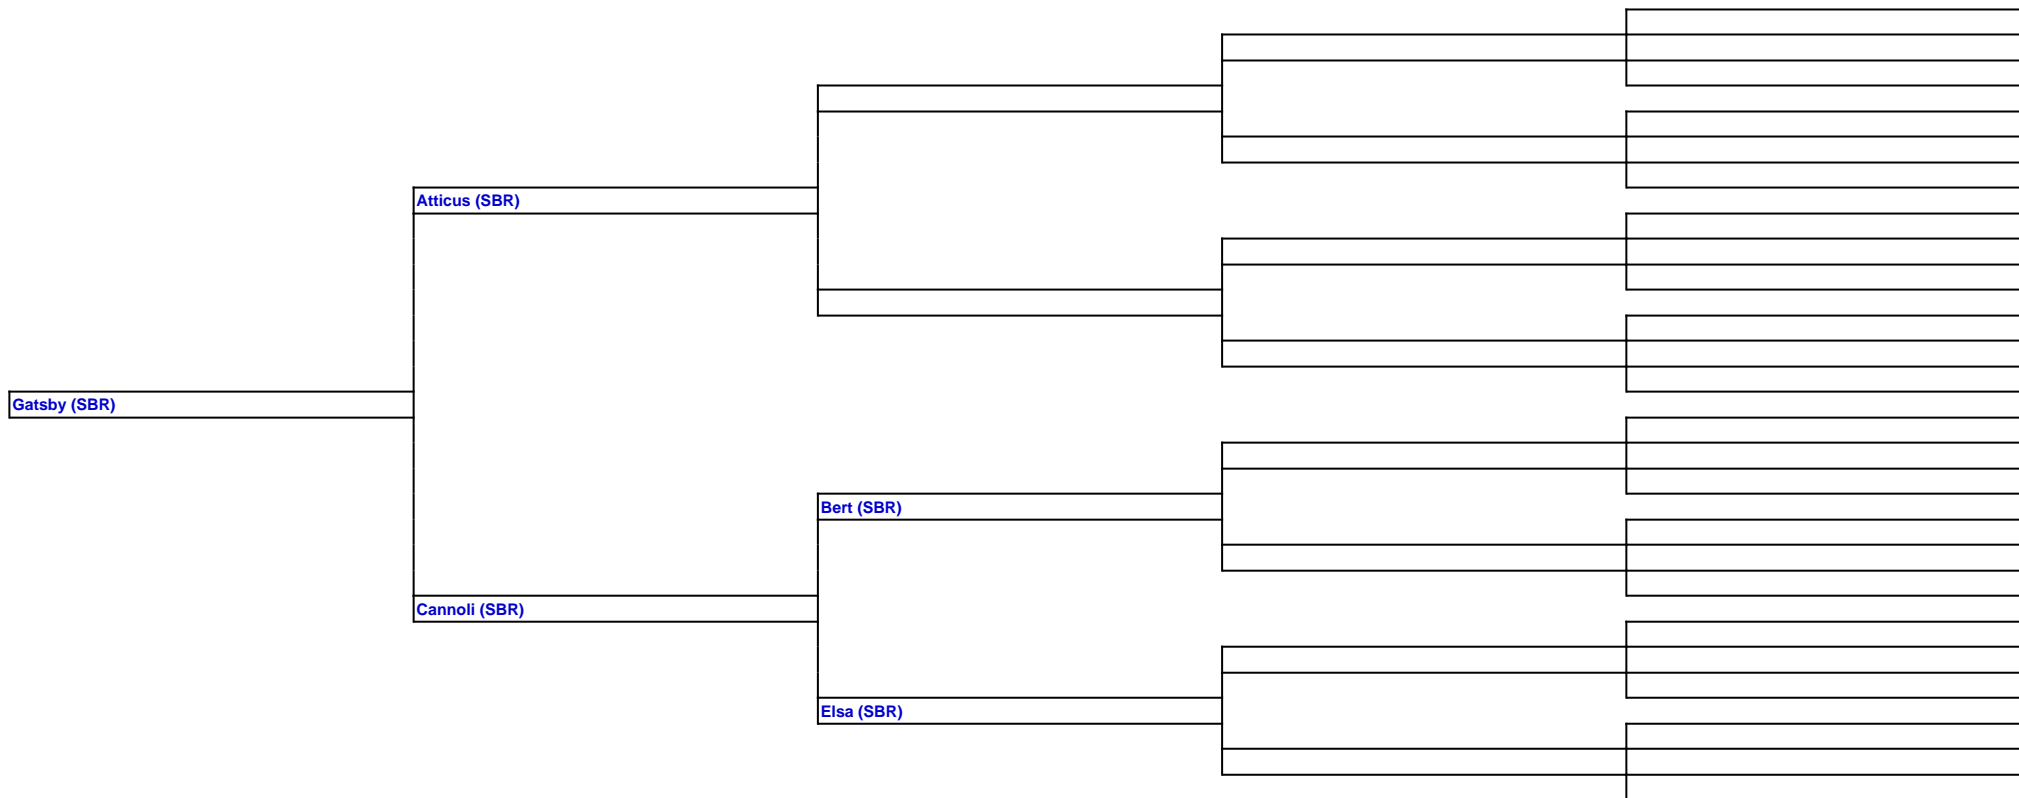 Atticus (SBR)
Gatsby (SBR)
Bert (SBR)
Cannoli (SBR)
Elsa (SBR)